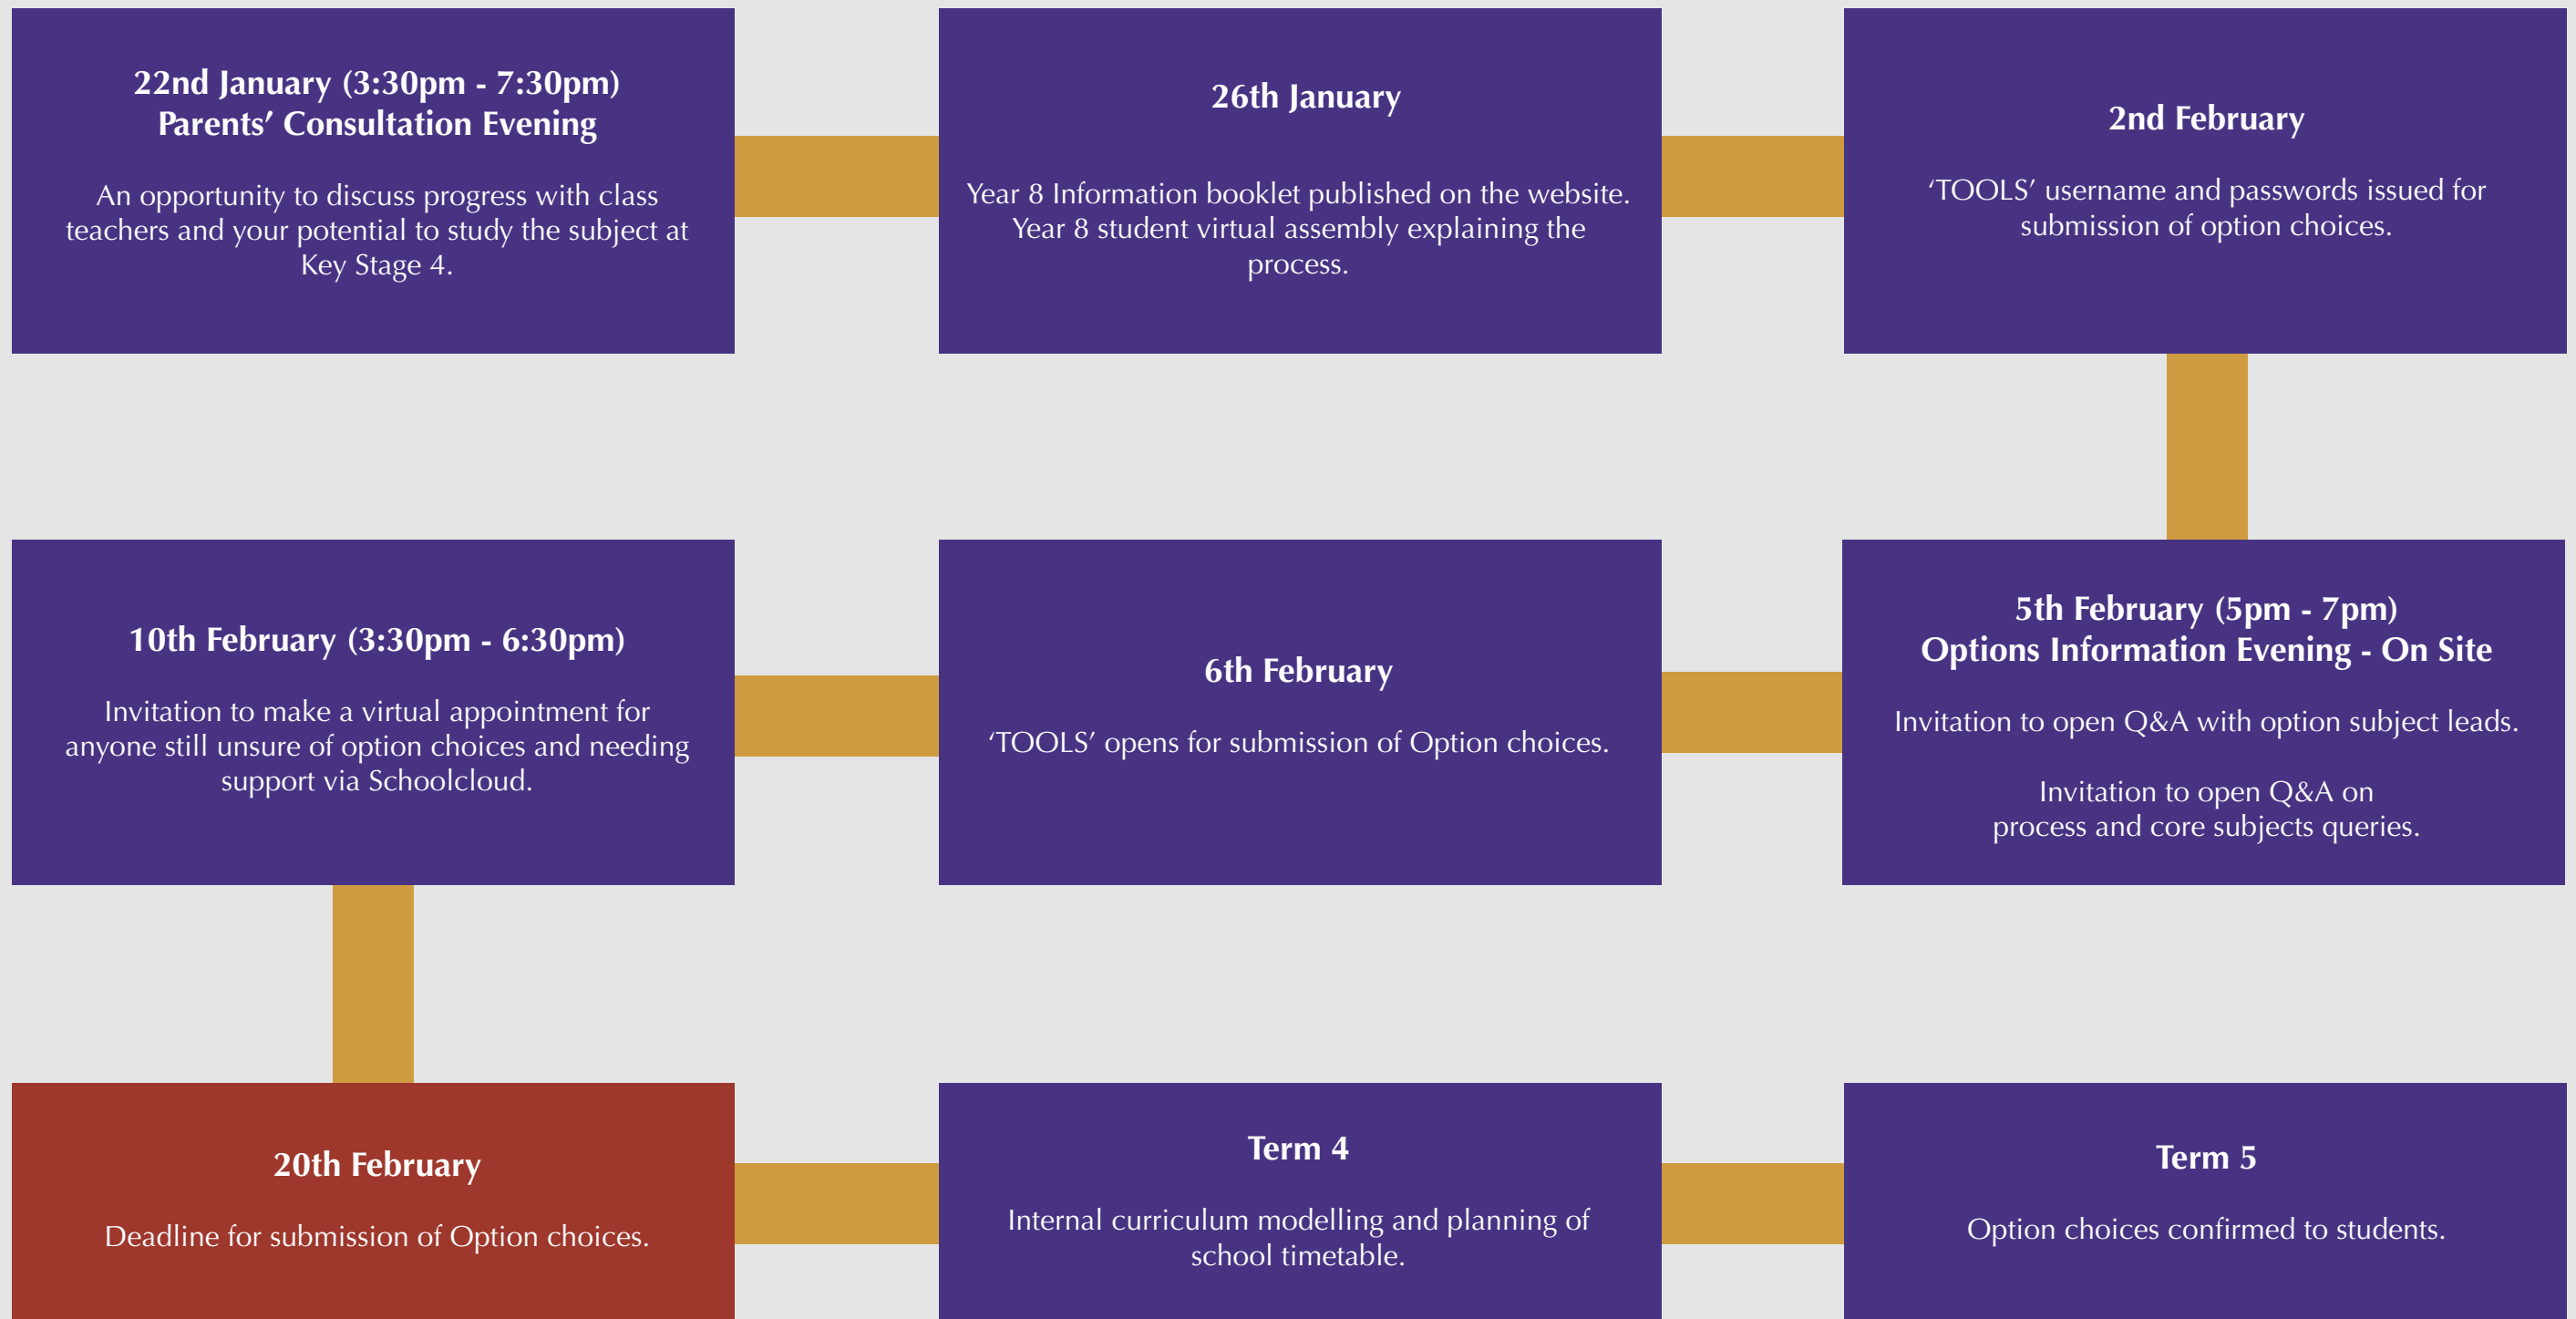 22nd January (3:30pm - 7:30pm)
Parents’ Consultation Evening
An opportunity to discuss progress with class
teachers and your potential to study the subject at
Key Stage 4.
26th January
Year 8 Information booklet published on the website.
Year 8 student virtual assembly explaining the
process.
2nd February
‘TOOLS’ username and passwords issued for
submission of option choices.
5th February (5pm - 7pm)
Options Information Evening - On Site
Invitation to open Q&A with option subject leads.
Invitation to open Q&A on
process and core subjects queries.
6th February
‘TOOLS’ opens for submission of Option choices.
10th February (3:30pm - 6:30pm)
Invitation to make a virtual appointment for
anyone still unsure of option choices and needing
support via Schoolcloud.
20th February
Deadline for submission of Option choices.
Term 4
Internal curriculum modelling and planning of
school timetable.
Term 5
Option choices confirmed to students.